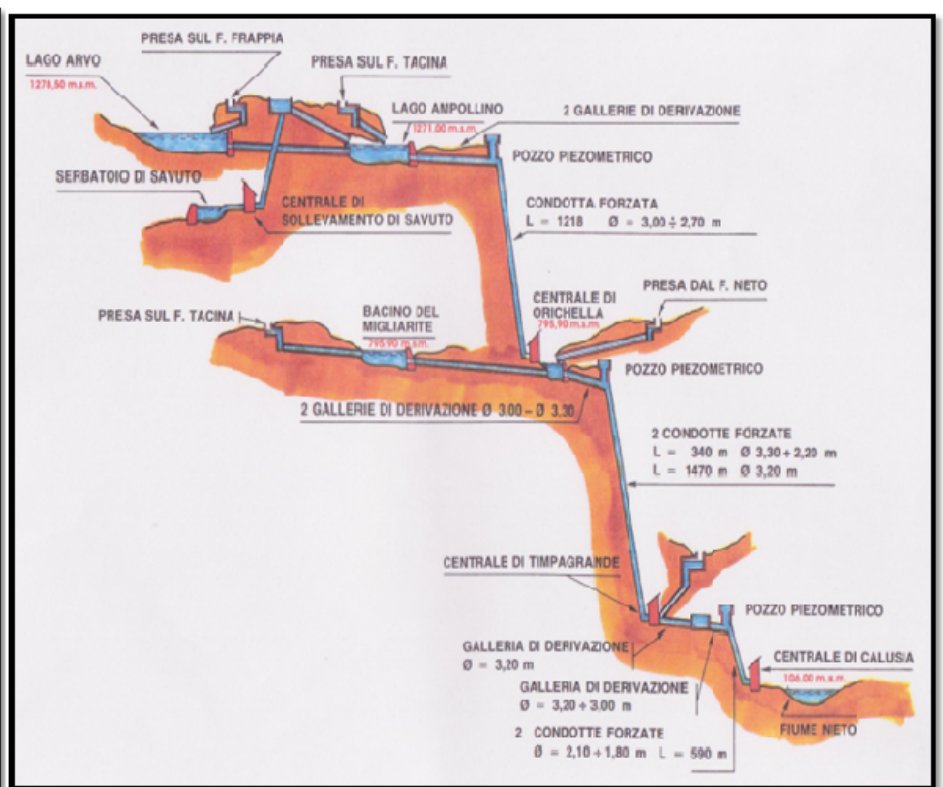 PRESA SUL F. FRAPPIA
LAGO ARVO
1278,50 m.s.m.
PRESA SUL F. TACINA
LAGO AMPOLLINO
1271.00 m.s.m.
2 GALLERIE DI DERIVAZIONE
POZZO PIEZOMETRICO
SERBATOIO DI SAVUTO
CENTRALE DI
SOLLEVAMENTO DI SAVUTO
CONDOTTA FORZATA
L = 1218 Ø = 3,00 ÷ 2,70 m
PRESA DAL F. NETO
CENTRALE DI
ORICHELLA
795,90 m.s.m.
PRESA SUL F. TACINA
BACINO DEL
MIGLIARITE
795.90 m.s.m.
POZZO PIEZOMETRICO
2 GALLERIE DI DERIVAZIONE Ø 3.00 – Ø 3.30
2 CONDOTTE FORZATE
L = 340 m Ø 3,30 ÷ 2,20 m
L = 1470 m Ø 3,20 m
CENTRALE DI TIMPAGRANDE
POZZO PIEZOMETRICO
GALLERIA DI DERIVAZIONE
Ø = 3,20 m
CENTRALE DI CALUSIA
106.00 m.s.m.
GALLERIA DI DERIVAZIONE
Ø = 3,20 ÷ 3.00 m
FIUME NIETO
2 CONDOTTE FORZATE
Ø = 2,10 ÷ 1,80 m L = 590 m